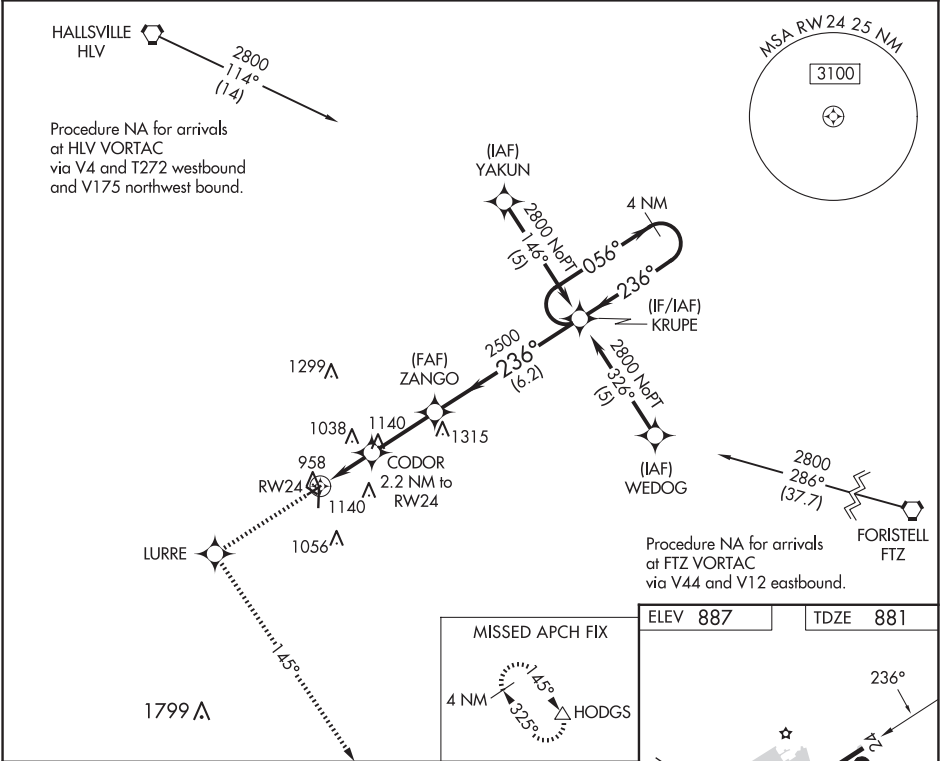 HALLSVILLE
HLV
2800
114°
(14)
Procedure NA for arrivals
at HLV VORTAC
via V4 and T272 westbound
and V175 northwest bound.
MSA RW24 25 NM
3100
(IAF)
YAKUN
2800 NoPT
146°
(5)
4 NM
056°
236°
(IF/IAF)
KRUPE
2500
236°
(6.2)
(FAF)
ZANGO
1299
1038
1140
1315
CODOR
2.2 NM to
RW24
958
RW24
1140
1056
2800 NoPT
326°
(5)
(IAF)
WEDOG
2800
286°
(37.7)
FORISTELL
FTZ
Procedure NA for arrivals
at FTZ VORTAC
via V44 and V12 eastbound.
LURRE
145°
1799
MISSED APCH FIX
4 NM
145°
325°
HODGS
ELEV 887
TDZE 881
236°
24